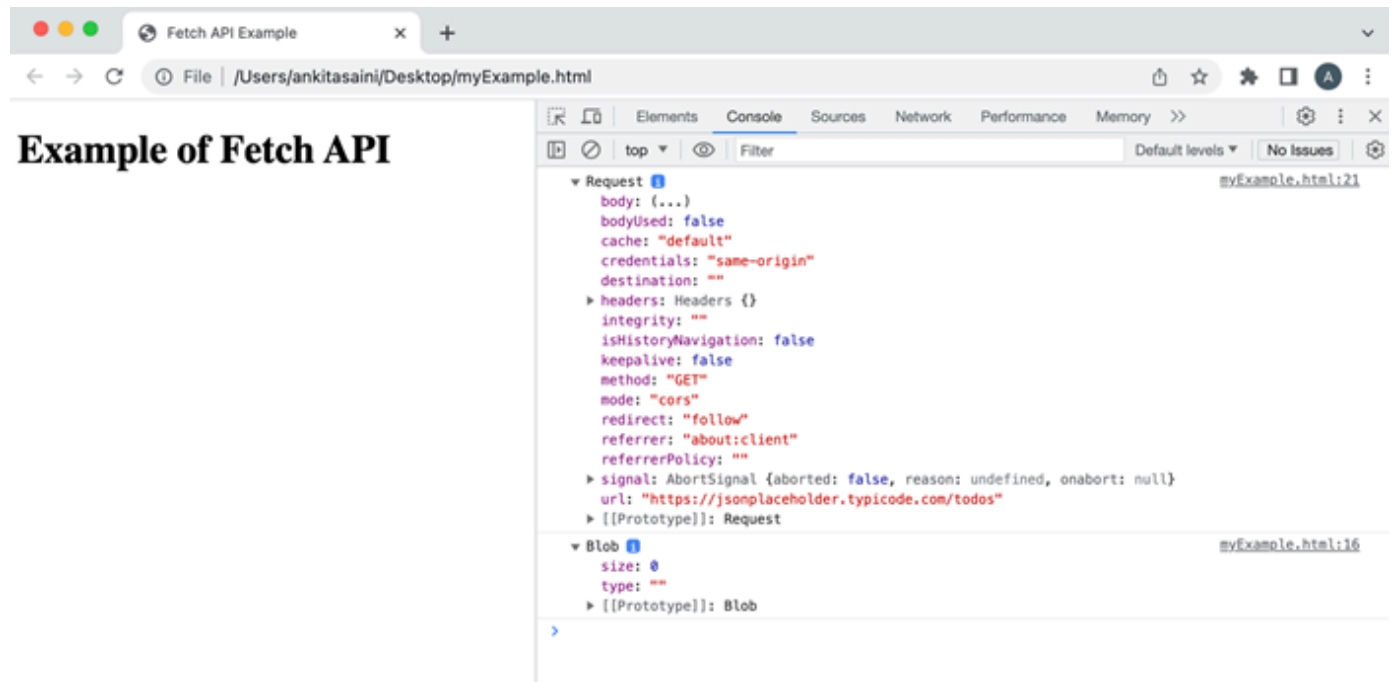 Fetch API Example
File /Users/ankitasaini/Desktop/myExample.html A
Example of Fetch API
Elements Console Sources Network Performance Memory >>
top Filter Default levels No Issues
Request i myExample.html:21
body: (...)
bodyUsed: false
cache: "default"
credentials: "same-origin"
destination: ""
headers: Headers {}
integrity: ""
isHistoryNavigation: false
keepalive: false
method: "GET"
mode: "cors"
redirect: "follow"
referrer: "about:client"
referrerPolicy: ""
signal: AbortSignal {aborted: false, reason: undefined, onabort: null}
url: "https://jsonplaceholder.typicode.com/todos"
[[Prototype]]: Request
Blob i myExample.html:16
size: 0
type: ""
[[Prototype]]: Blob
>